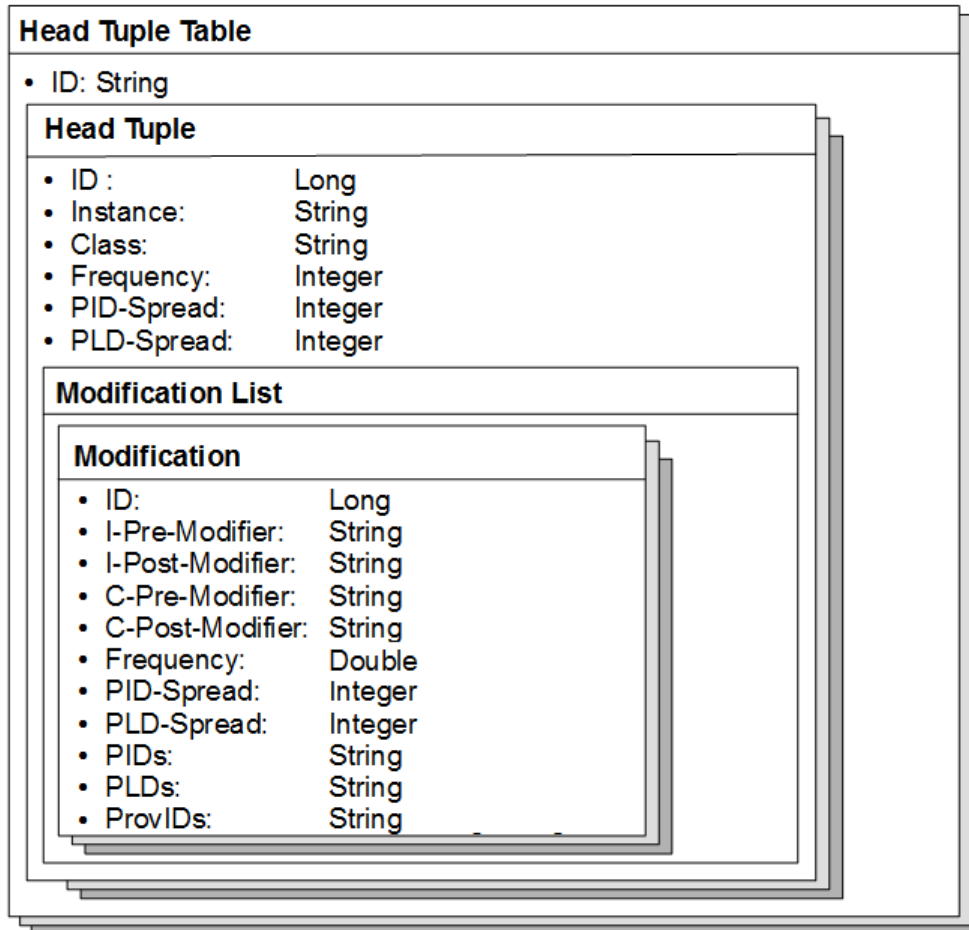 Head Tuple Table
• ID: String
Head Tuple
• ID : Long
• Instance: String
• Class: String
• Frequency: Integer
• PID-Spread: Integer
• PLD-Spread: Integer
Modification List
Modification
• ID: Long
• I-Pre-Modifier: String
• I-Post-Modifier: String
• C-Pre-Modifier: String
• C-Post-Modifier: String
• Frequency: Double
• PID-Spread: Integer
• PLD-Spread: Integer
• PIDs: String
• PLDs: String
• ProvIDs: String